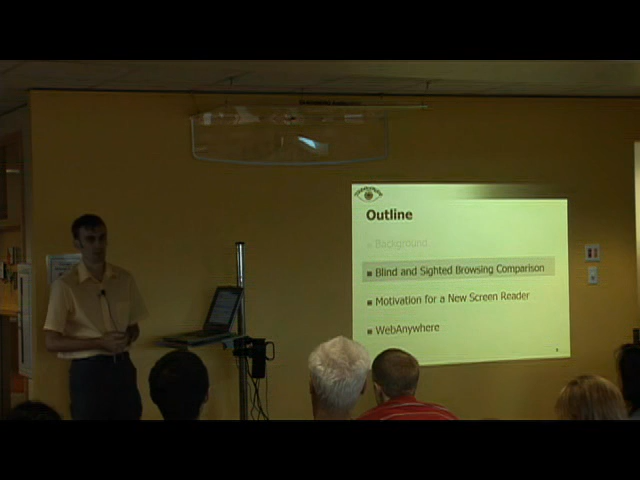 Outline
Background
Blind and Sighted Browsing Comparison
Motivation for a New Screen Reader
WebAnywhere